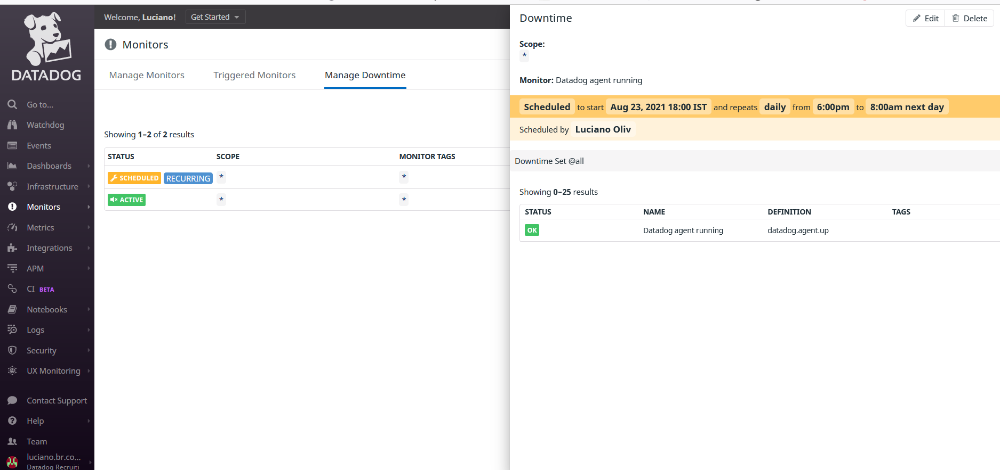 DATADOG
Go to...
Watchdog
Events
Dashboards
Infrastructure
Monitors
Metrics
Integrations
APM
CI BETA
Notebooks
Logs
Security
UX Monitoring
Contact Support
Help
Team
luciano.br.co...
Datadog Recruiti
Welcome, Luciano!
Get Started
Monitors
Manage Monitors
Triggered Monitors
Manage Downtime
Showing 1–2 of 2 results
STATUS SCOPE MONITOR TAGS
SCHEDULED RECURRING * *
ACTIVE * *
Downtime
Edit
Delete
Scope:
*
Monitor: Datadog agent running
Scheduled to start Aug 23, 2021 18:00 IST and repeats daily from 6:00pm to 8:00am next day
Scheduled by Luciano Oliv
Downtime Set @all
Showing 0–25 results
STATUS NAME DEFINITION TAGS
OK Datadog agent running datadog.agent.up